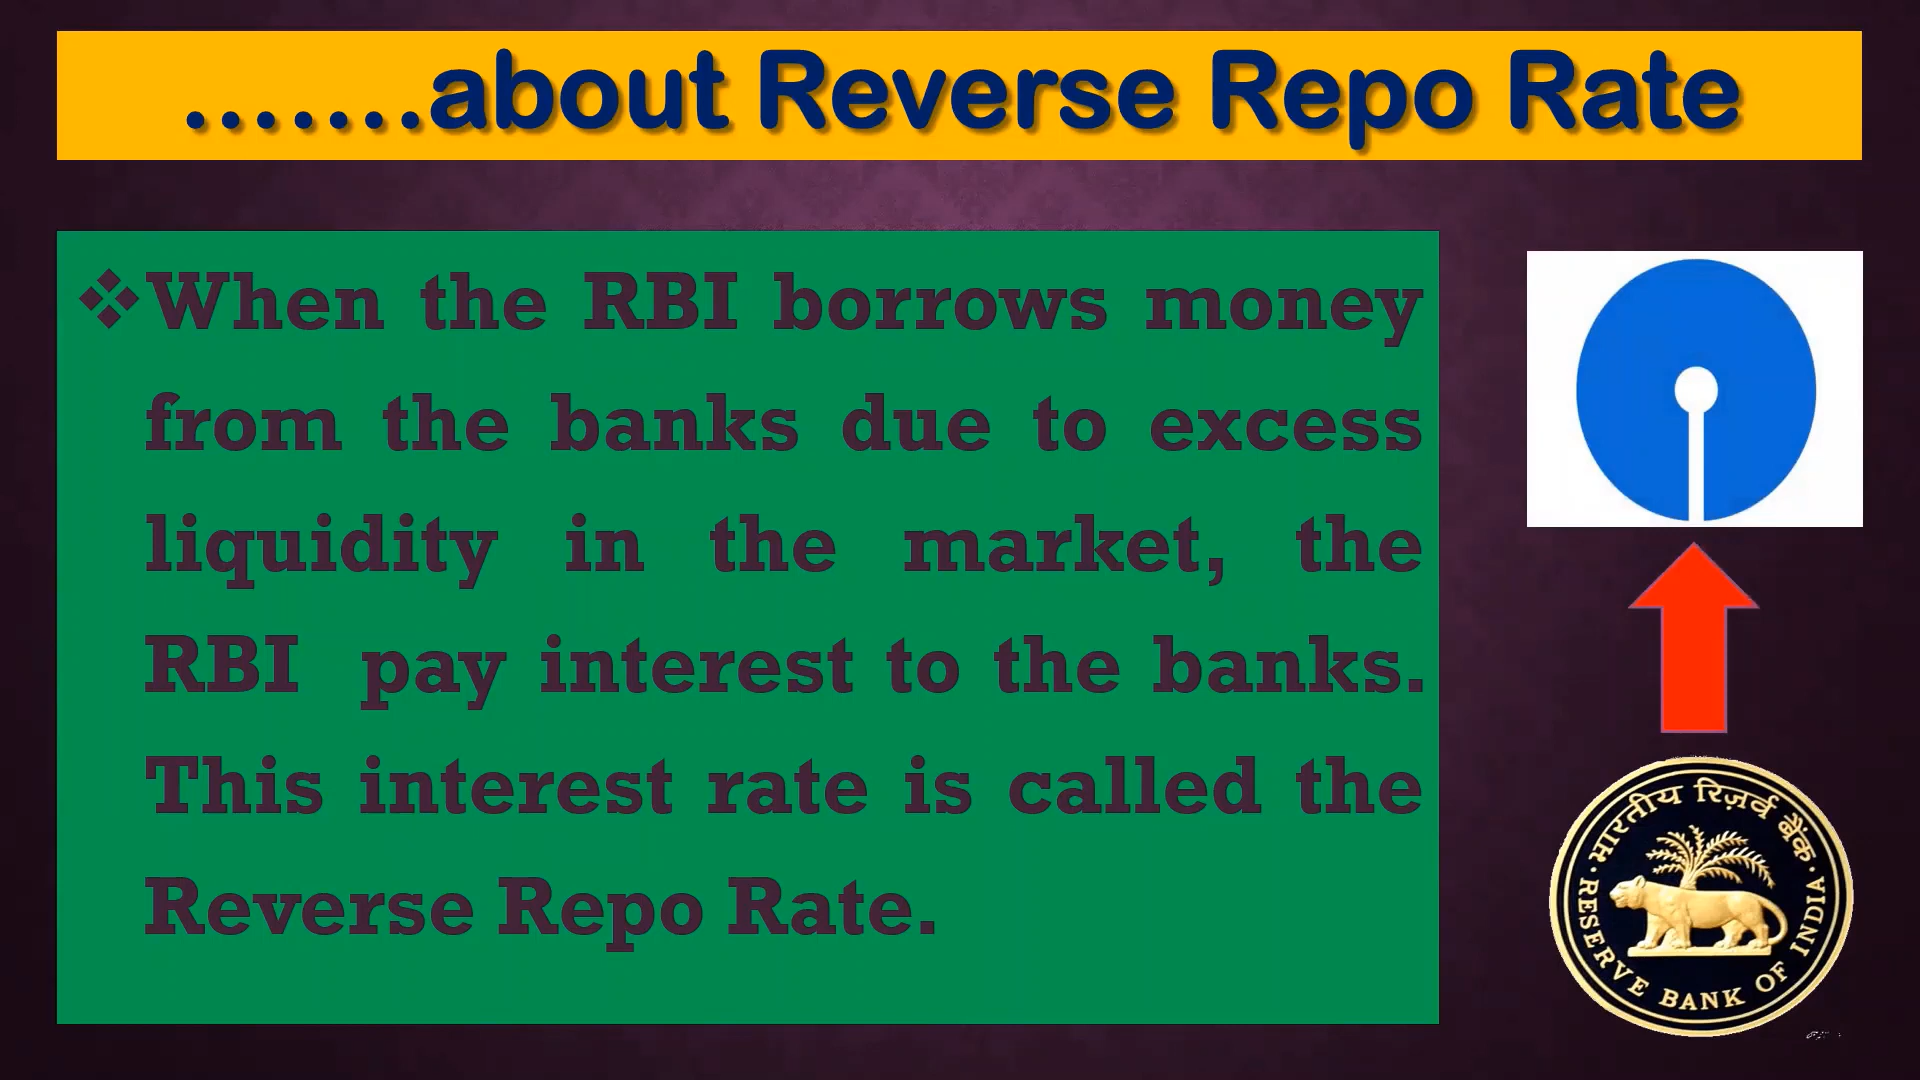 .......about Reverse Repo Rate
❖When the RBI borrows money
from the banks due to excess
liquidity in the market, the
RBI pay interest to the banks.
This interest rate is called the
Reverse Repo Rate.
भारतीय रिज़र्व बैंक
RESERVE BANK OF INDIA